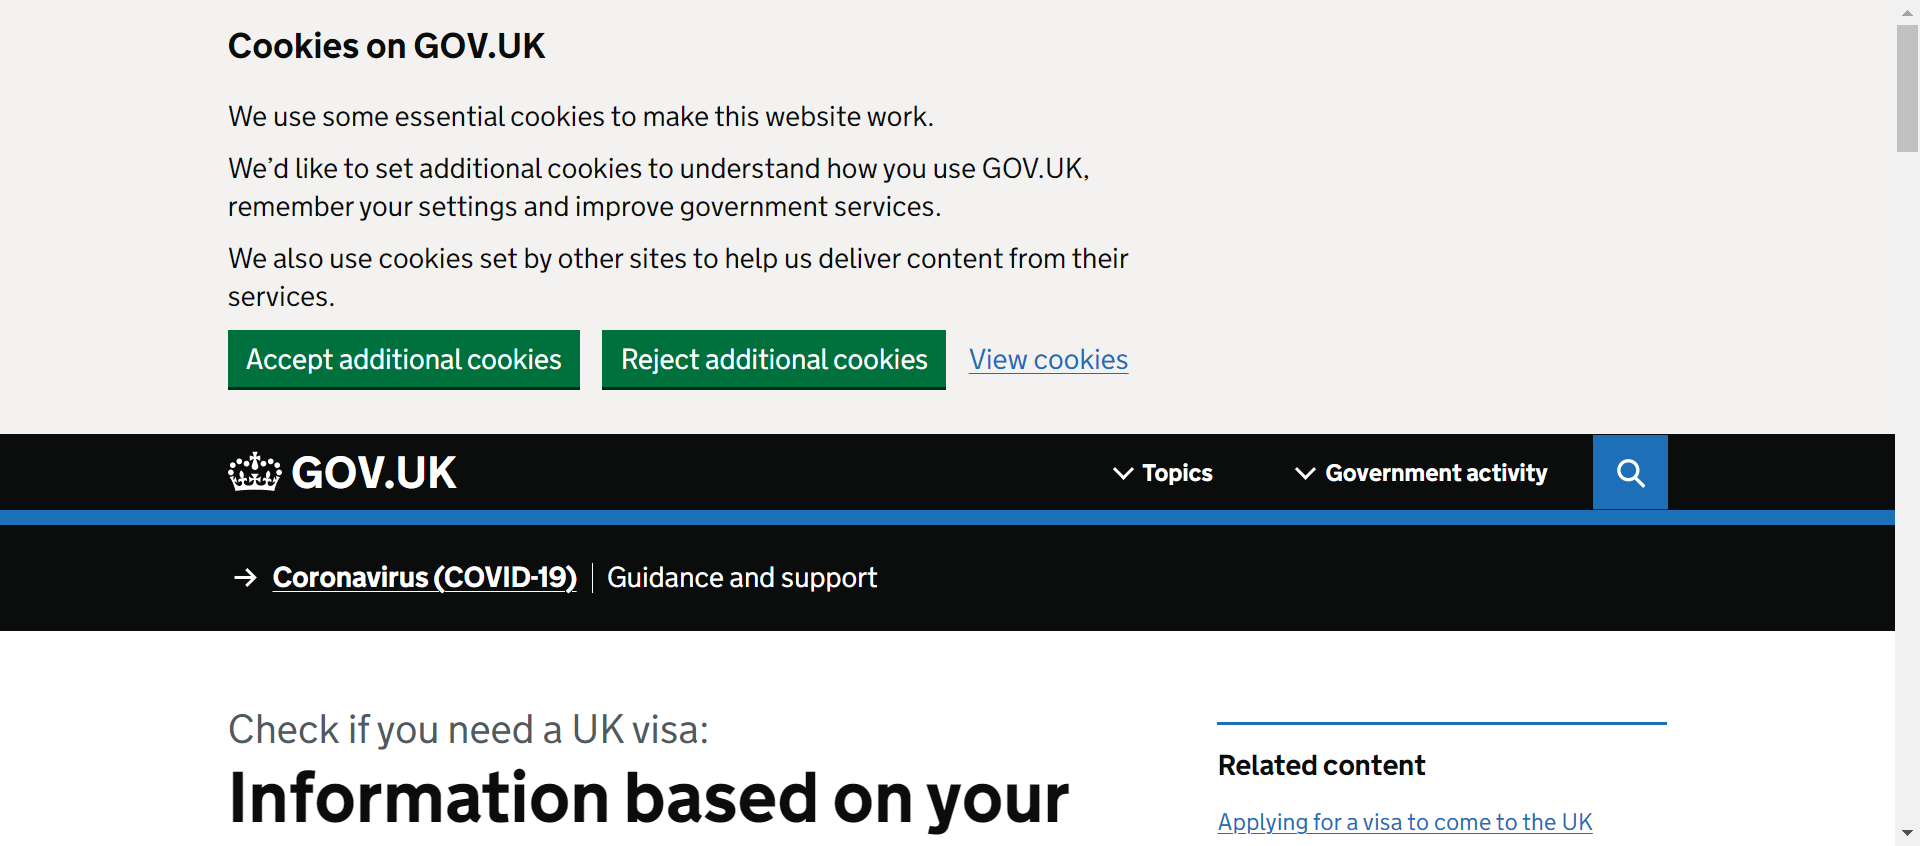 Cookies on GOV.UK
We use some essential cookies to make this website work.
We’d like to set additional cookies to understand how you use GOV.UK,
remember your settings and improve government services.
We also use cookies set by other sites to help us deliver content from their
services.
Accept additional cookies
Reject additional cookies
View cookies
GOV.UK
Topics
Government activity
Coronavirus (COVID-19)
Guidance and support
Check if you need a UK visa:
Information based on your
Related content
Applying for a visa to come to the UK